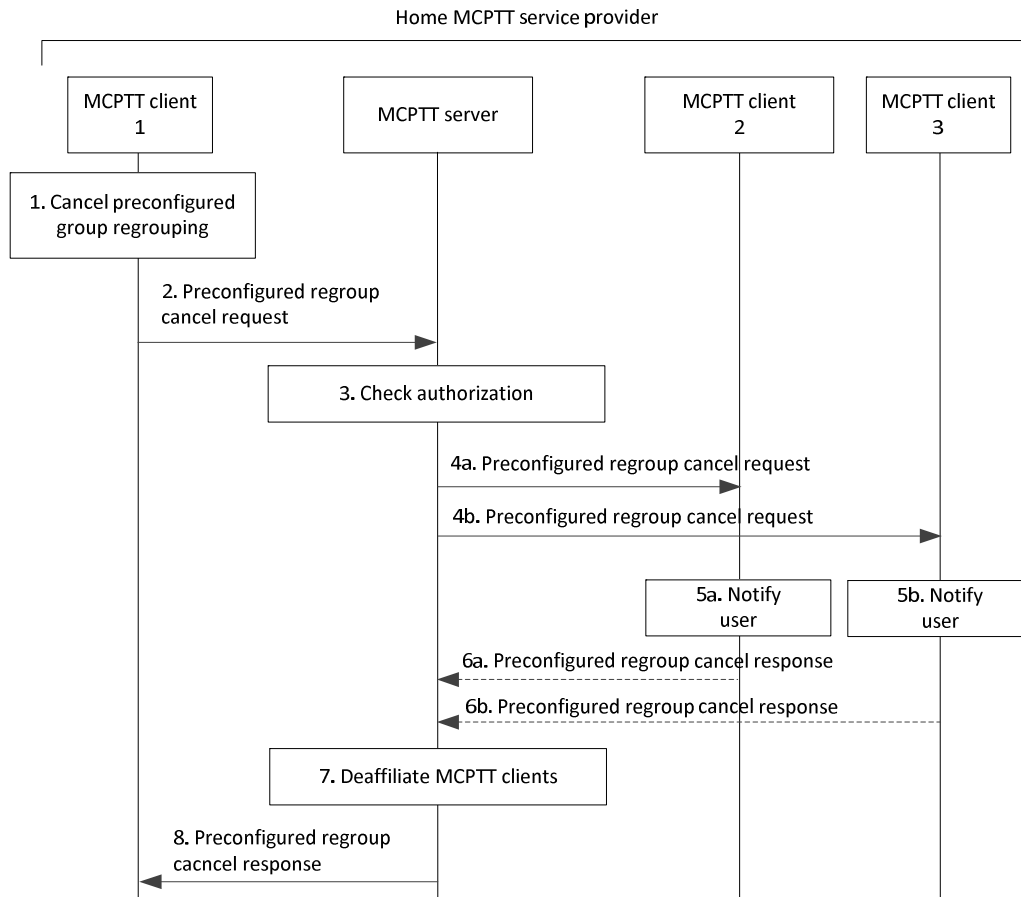 Home MCPTT service provider
MCPTT client
1
MCPTT server
MCPTT client
2
MCPTT client
3
1. Cancel preconfigured
group regrouping
2. Preconfigured regroup
cancel request
3. Check authorization
4a. Preconfigured regroup cancel request
4b. Preconfigured regroup cancel request
5a. Notify
user
5b. Notify
user
6a. Preconfigured regroup cancel response
6b. Preconfigured regroup cancel response
7. Deaffiliate MCPTT clients
8. Preconfigured regroup
cacncel response